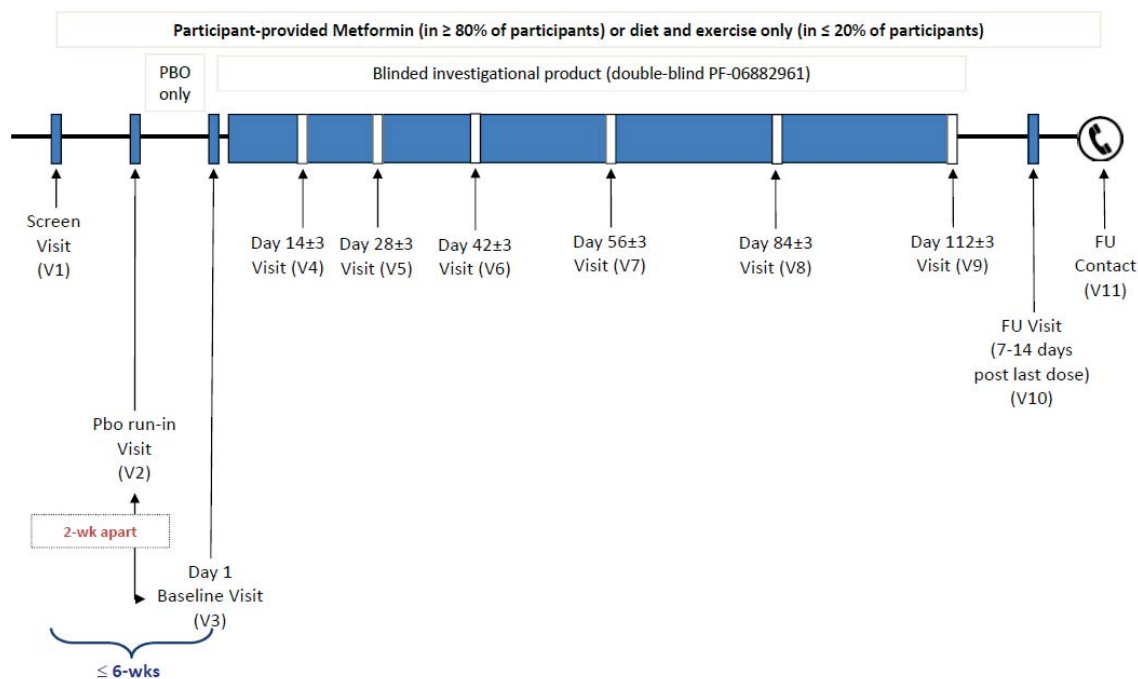 Participant-provided Metformin (in ≥ 80% of participants) or diet and exercise only (in ≤ 20% of participants)
PBO
only
Blinded investigational product (double-blind PF-06882961)
Screen
Visit
(V1)
Pbo run-in
Visit
(V2)
2-wk apart
Day 1
Baseline Visit
(V3)
≤ 6-wks
Day 14±3
Visit (V4)
Day 28±3
Visit (V5)
Day 42±3
Visit (V6)
Day 56±3
Visit (V7)
Day 84±3
Visit (V8)
Day 112±3
Visit (V9)
FU Visit
(7-14 days
post last dose)
(V10)
FU
Contact
(V11)